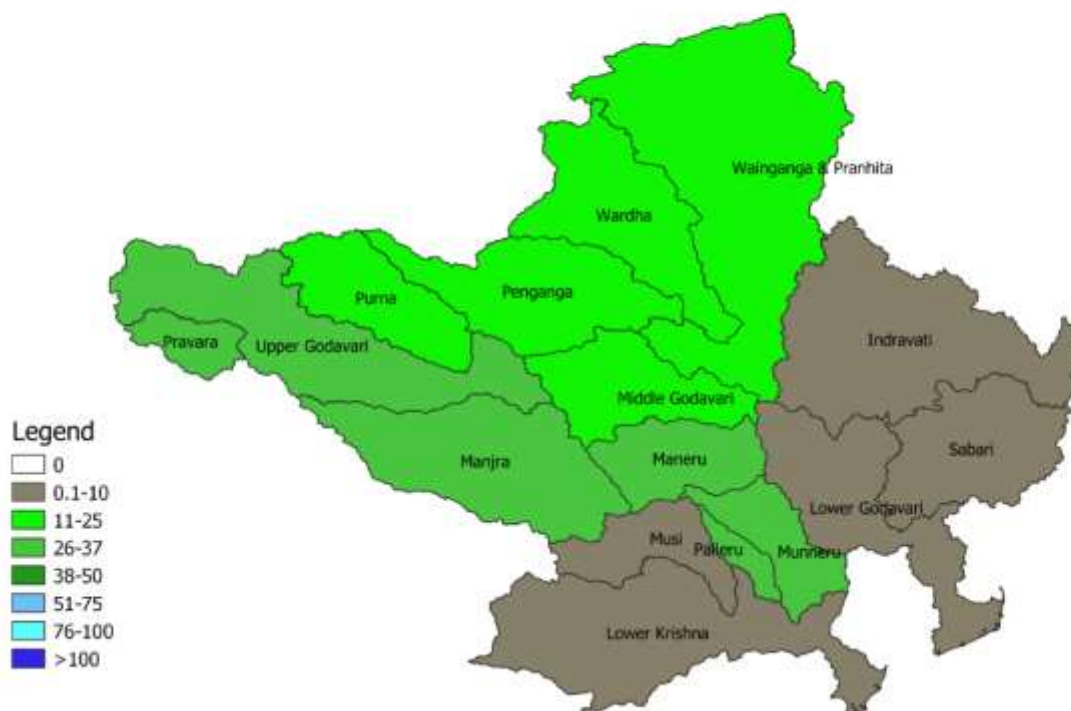 Wainganga & Pranhita
Wardha
Purna
Penganga
Pravara
Upper Godavari
Indravati
Middle Godavari
Manjra
Maneru
Sabari
Lower Godavari
Musi
Palleru
Munneru
Lower Krishna
Legend
0
0.1-10
11-25
26-37
38-50
51-75
76-100
>100